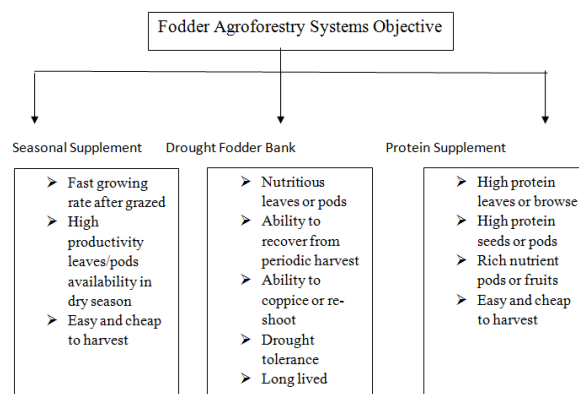 Fodder Agroforestry Systems Objective
Seasonal Supplement
➢ Fast growing
rate after grazed
➢ High
productivity
leaves/pods
availability in
dry season
➢ Easy and cheap
to harvest
Drought Fodder Bank
➢ Nutritious
leaves or pods
➢ Ability to
recover from
periodic harvest
➢ Ability to
coppice or re-
shoot
➢ Drought
tolerance
➢ Long lived
Protein Supplement
➢ High protein
leaves or browse
➢ High protein
seeds or pods
➢ Rich nutrient
pods or fruits
➢ Easy and cheap
to harvest